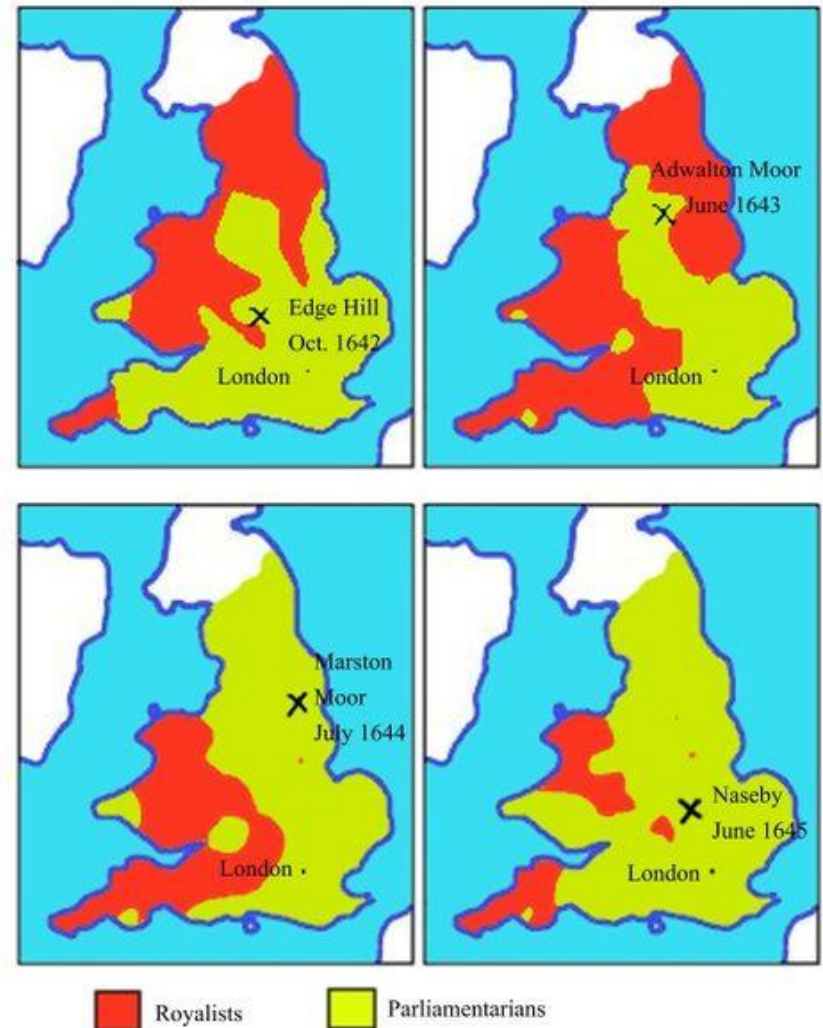 Edge Hill
Oct. 1642
London
Adwalton Moor
June 1643
London
Marston
Moor
July 1644
London
Naseby
June 1645
London
Royalists
Parliamentarians